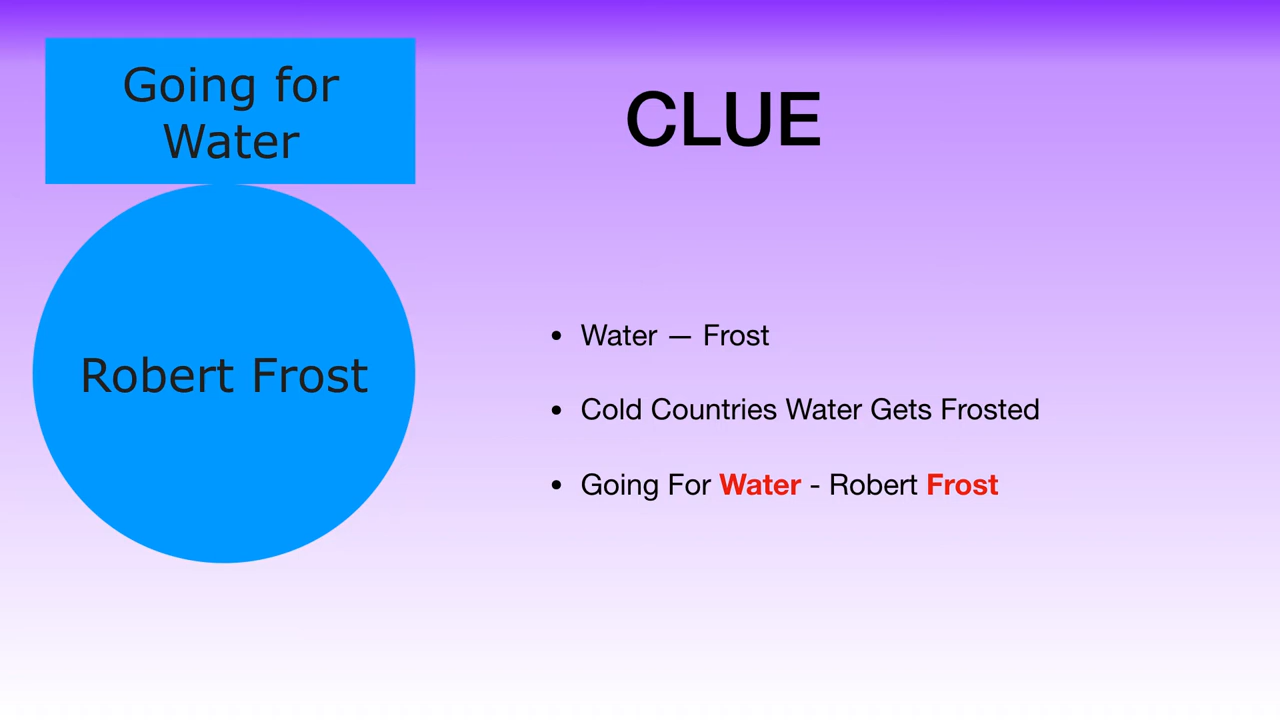 Going for
Water
Robert Frost
CLUE
• Water — Frost
• Cold Countries Water Gets Frosted
• Going For Water - Robert Frost